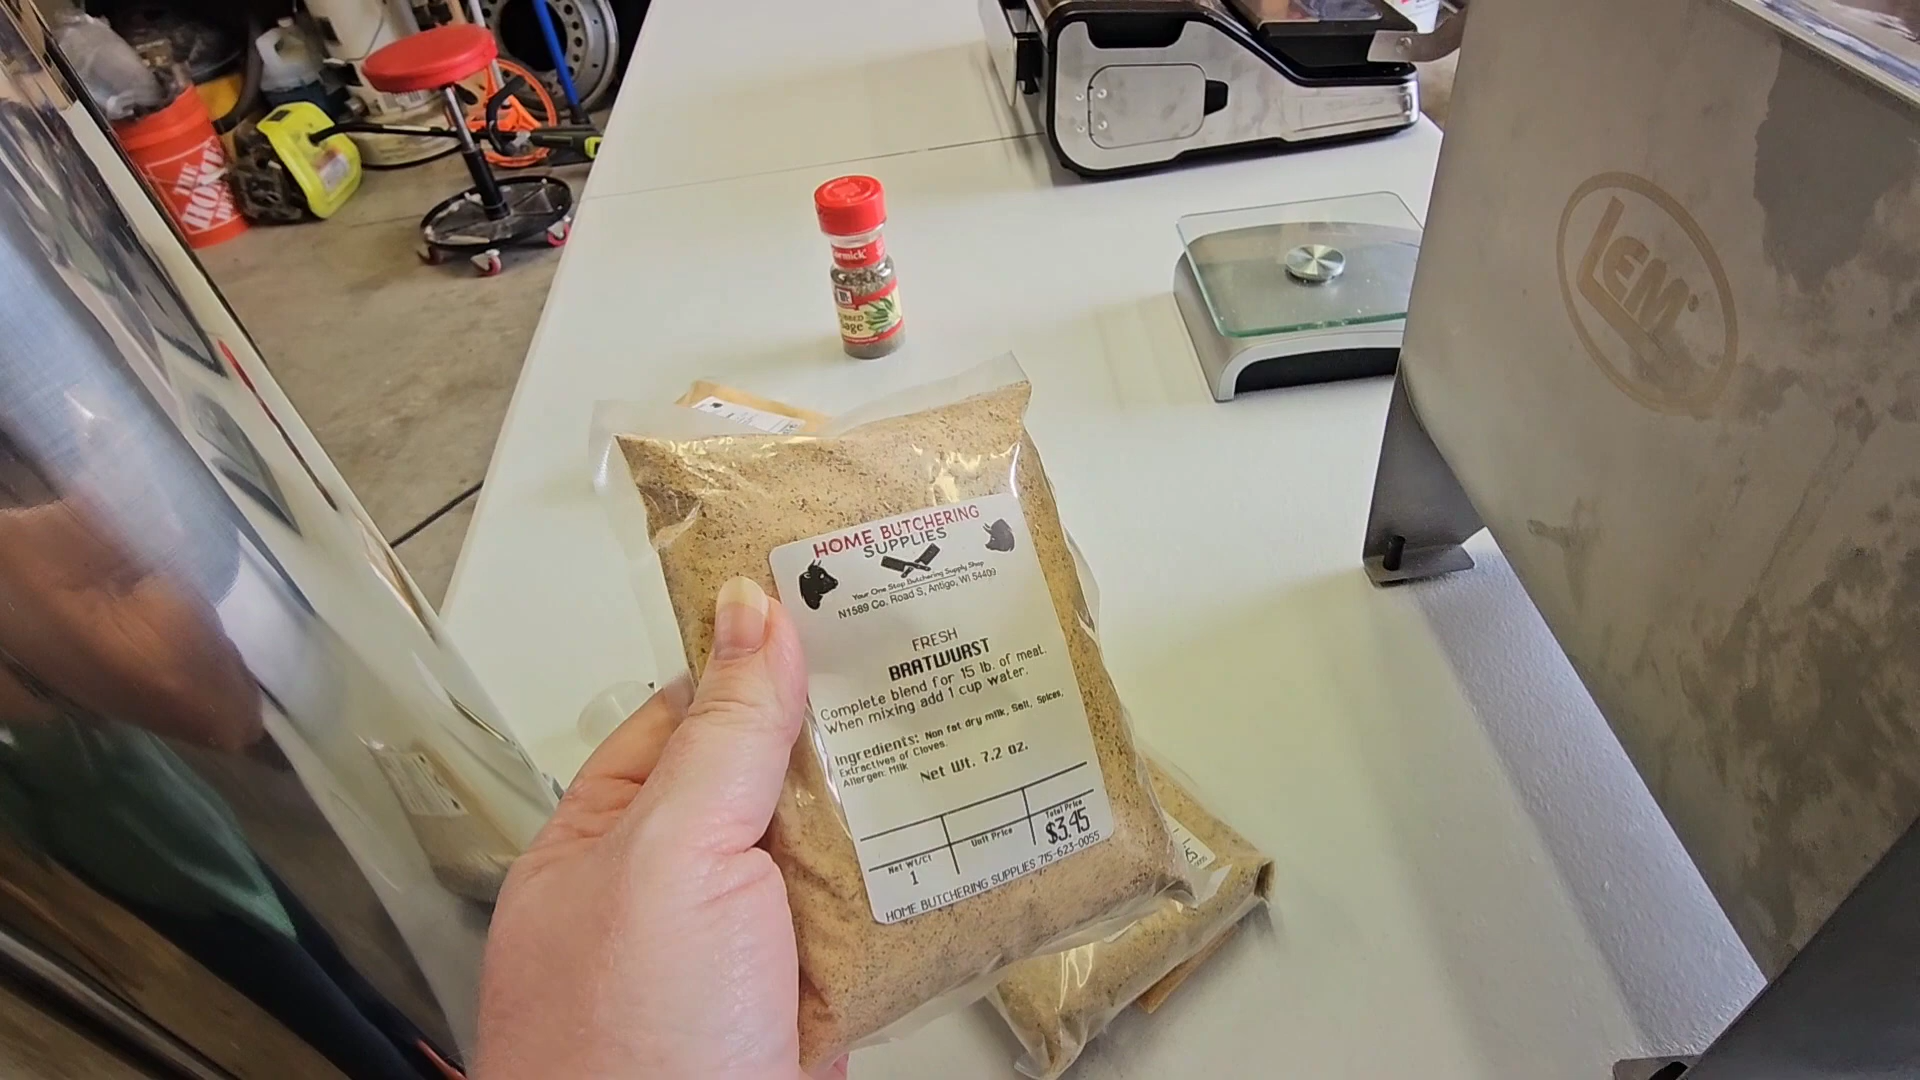 THE
HOME
McCormick
Sage
LEM
HOME BUTCHERING
SUPPLIES
Your One Stop Butchering Supply Shop
N1589 Co. Road S, Antigo, WI 54409
FRESH
BRATWURST
Complete blend for 15 lb. of meat.
When mixing add 1 cup water.
Ingredients: Non fat dry milk, Salt, Spices,
Extractives of Cloves.
Allergen: Milk
Net Wt. 7.2 oz.
Net Wt/Ct
Unit Price
Total Price
1
$3.45
HOME BUTCHERING SUPPLIES 715-623-0055